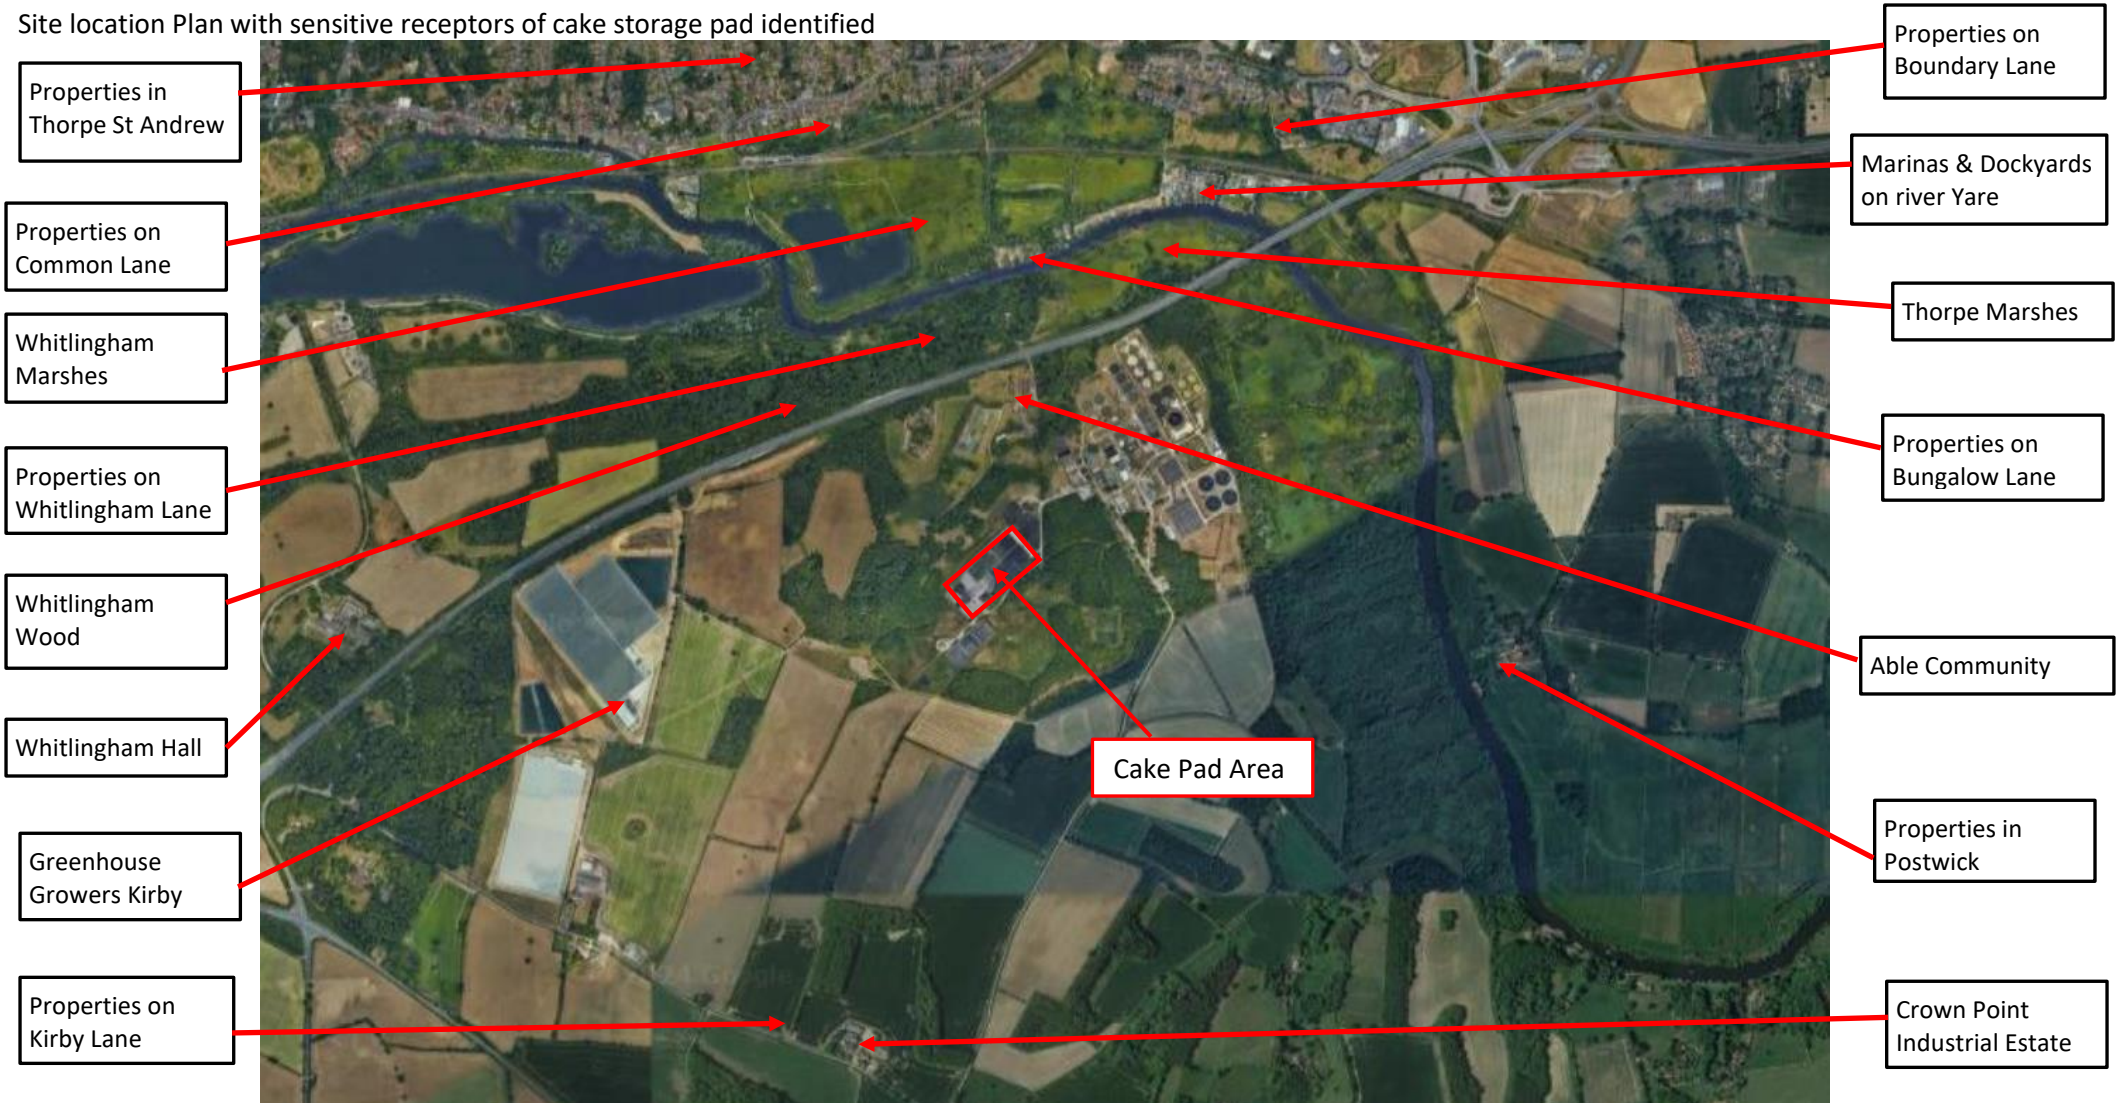 Site location Plan with sensitive receptors of cake storage pad identified
Properties in
Thorpe St Andrew
Properties on
Common Lane
Whitlingham
Marshes
Properties on
Whitlingham Lane
Whitlingham
Wood
Whitlingham Hall
Greenhouse
Growers Kirby
Properties on
Kirby Lane
Cake Pad Area
Properties on
Boundary Lane
Marinas & Dockyards
on river Yare
Thorpe Marshes
Properties on
Bungalow Lane
Able Community
Properties in
Postwick
Crown Point
Industrial Estate